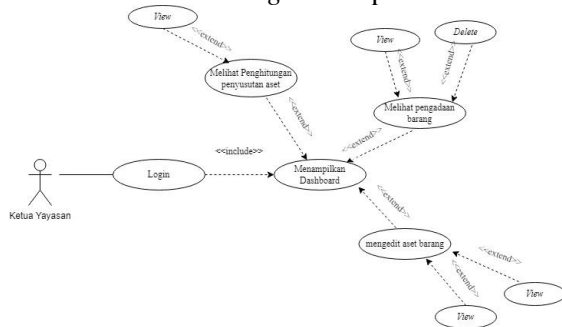 View
<<extend>>
Melihat Penghitungan
penyusutan aset
<<extend>>
View
Delete
<<extend>>
<<extend>>
Melihat pengadaan
barang
<<extend>>
<<include>>
Login
Menampilkan
Dashboard
Ketua Yayasan
<<extend>>
mengedit aset barang
<<extend>>
<<extend>>
View
View